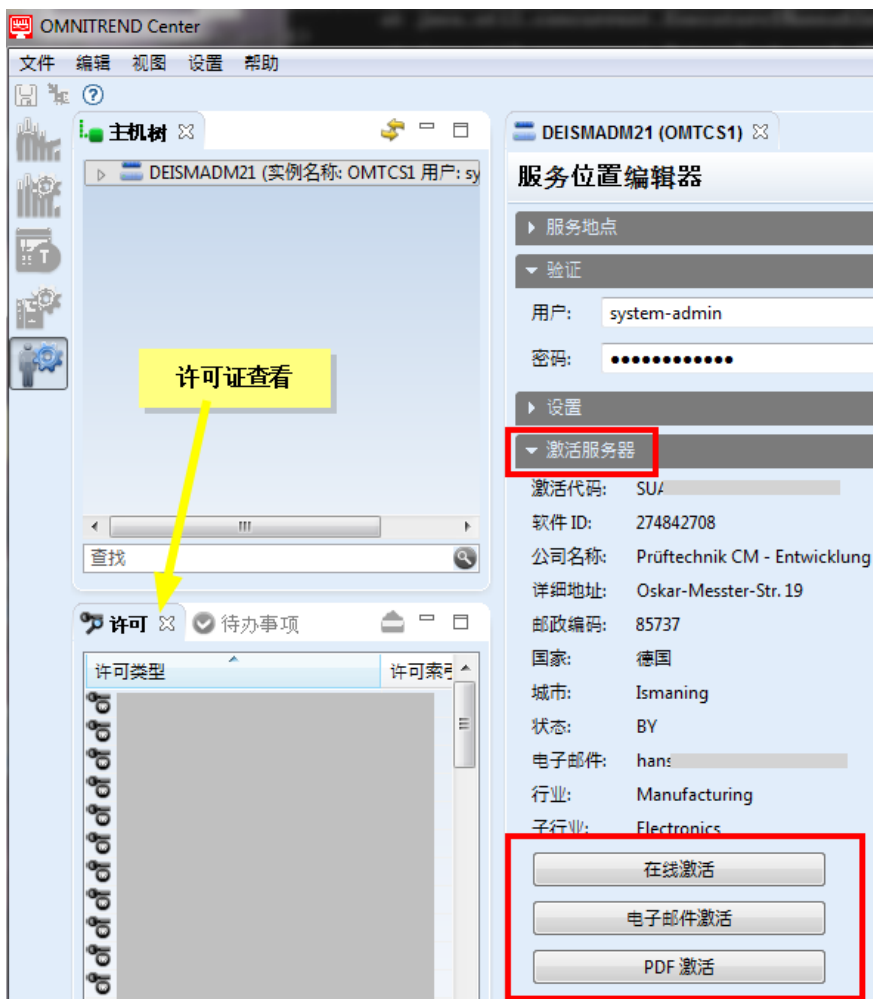 OMNITREND Center
文件 编辑 视图 设置 帮助
主机树
DEISMADM21 (实例名称: OMTCS1 用户: sy
许可证查看
查找
许可 待办事项
许可类型 许可索引
DEISMADM21 (OMTCS1)
服务位置编辑器
服务地点
验证
用户: system-admin
密码: ●●●●●●●●●●●●
设置
激活服务器
激活代码: SUA
软件 ID: 274842708
公司名称: Prüftechnik CM - Entwicklung
详细地址: Oskar-Messter-Str. 19
邮政编码: 85737
国家: 德国
城市: Ismaning
状态: BY
电子邮件: hans
行业: Manufacturing
子行业: Electronics
在线激活
电子邮件激活
PDF 激活